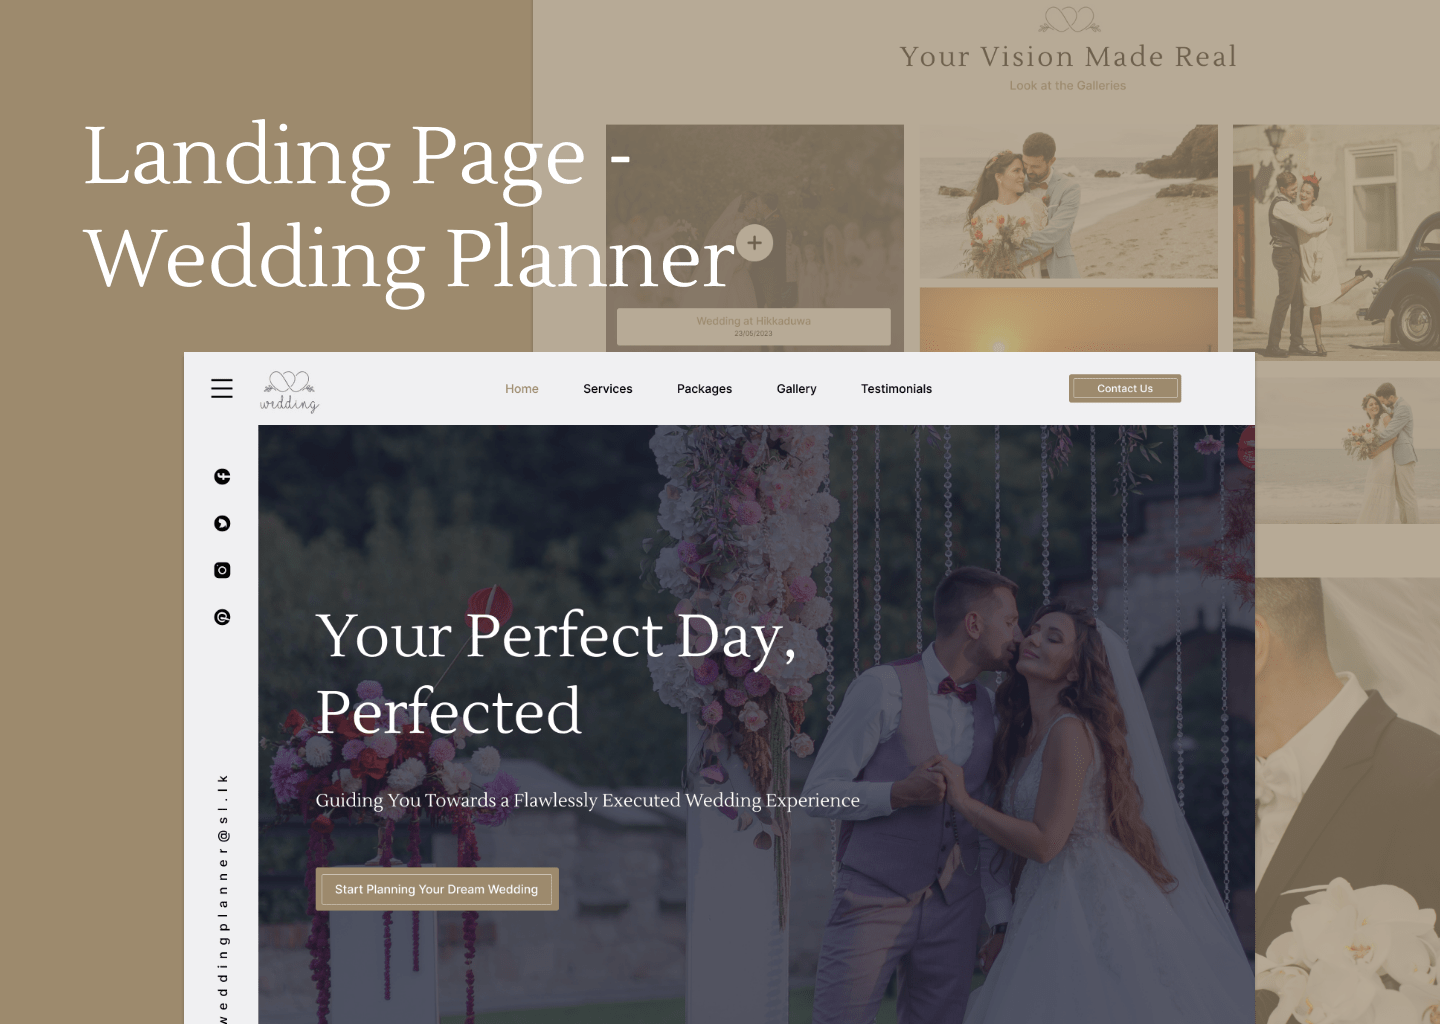 Your Vision Made Real
Look at the Galleries
Landing Page -
Wedding Planner
Wedding at Hikkaduwa
23/05/2023
wedding
Home
Services
Packages
Gallery
Testimonials
Contact Us
Your Perfect Day,
Perfected
Guiding You Towards a Flawlessly Executed Wedding Experience
Start Planning Your Dream Wedding
weddingplanner@sl.lk